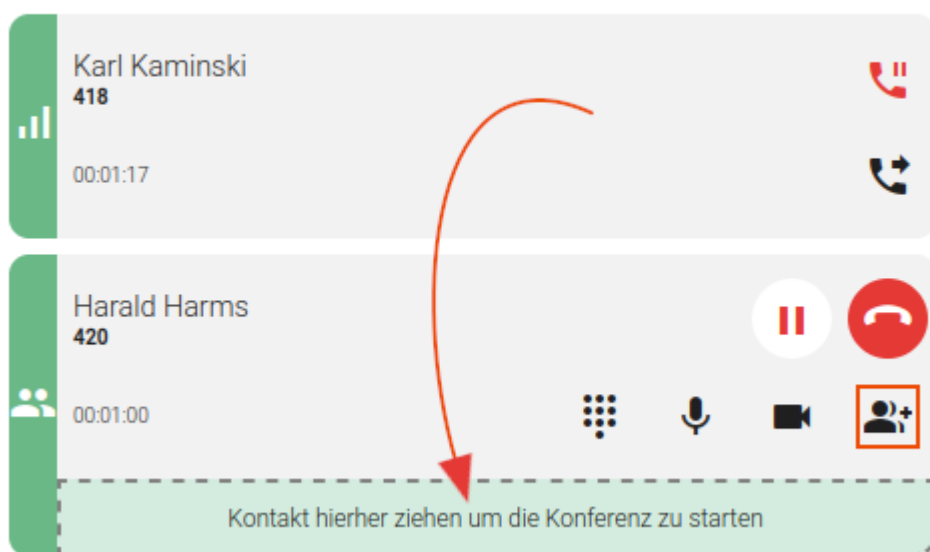 Karl Kaminski
418
00:01:17
Harald Harms
420
00:01:00
Kontakt hierher ziehen um die Konferenz zu starten